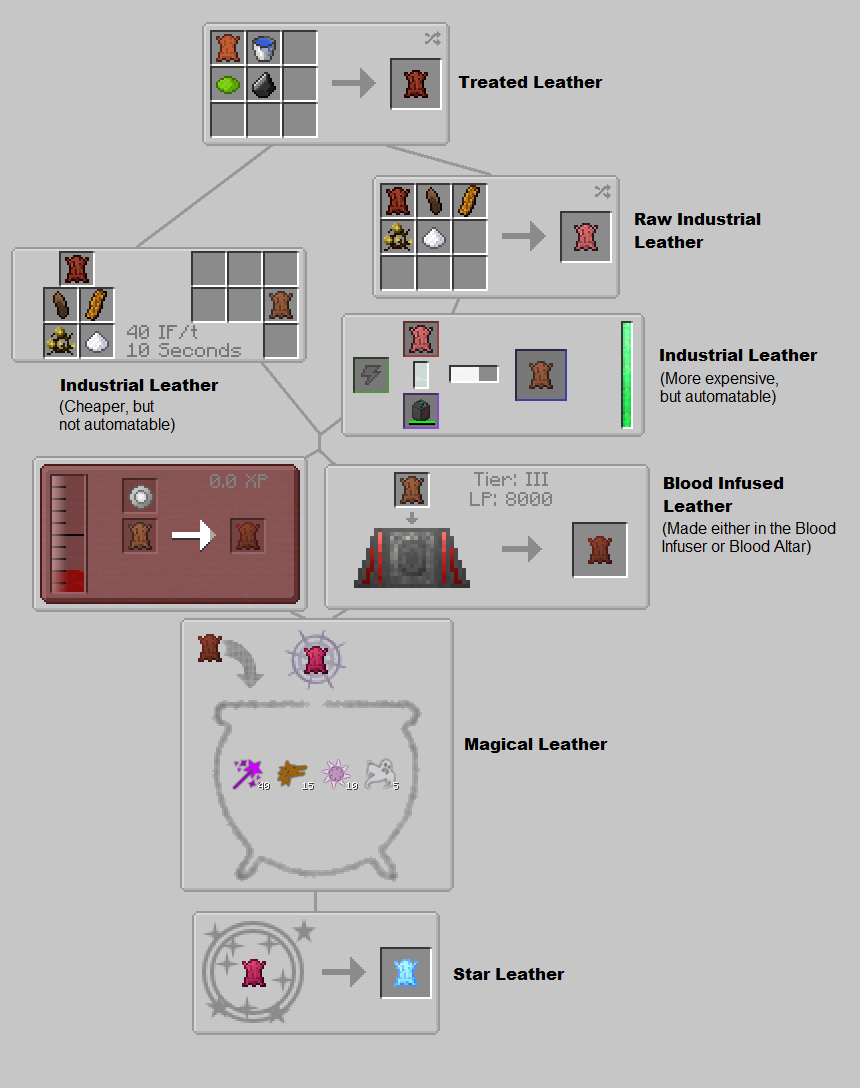 Treated Leather
Raw Industrial
Leather
40 IF/t
10 Seconds
Industrial Leather
(Cheaper, but
not automatable)
Industrial Leather
(More expensive,
but automatable)
0.0 XP
Tier: III
LP: 8000
Blood Infused
Leather
(Made either in the Blood
Infuser or Blood Altar)
40 15 10 5
Magical Leather
Star Leather